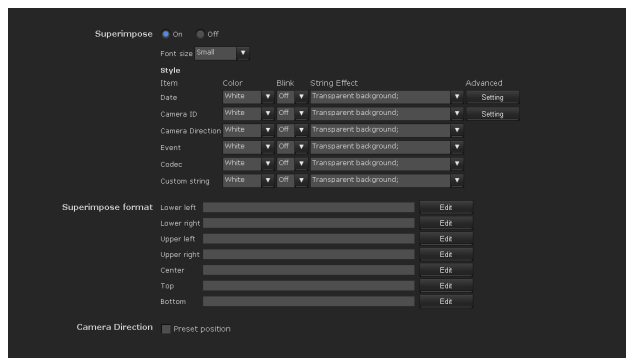 Superimpose On Off
Font size Small
Style
Item Color Blink String Effect Advanced
Date White Off Transparent background; Setting
Camera ID White Off Transparent background; Setting
Camera Direction White Off Transparent background;
Event White Off Transparent background;
Codec White Off Transparent background;
Custom string White Off Transparent background;
Superimpose format Lower left Edit
Lower right Edit
Upper left Edit
Upper right Edit
Center Edit
Top Edit
Bottom Edit
Camera Direction Preset position